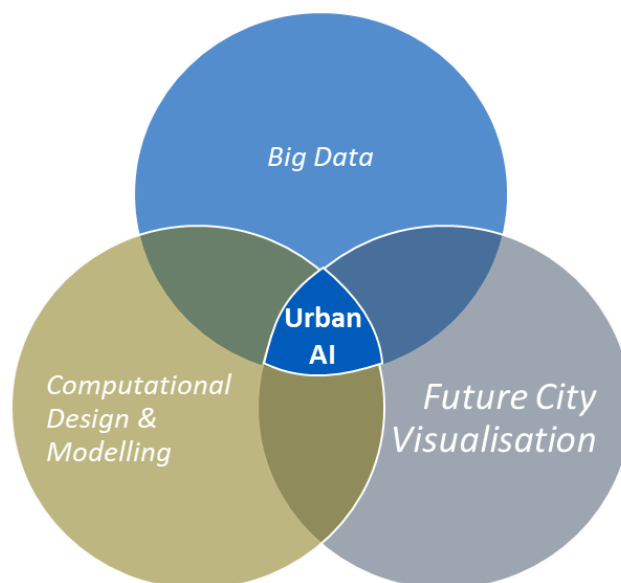 Big Data
Urban
AI
Computational
Design &
Modelling
Future City
Visualisation